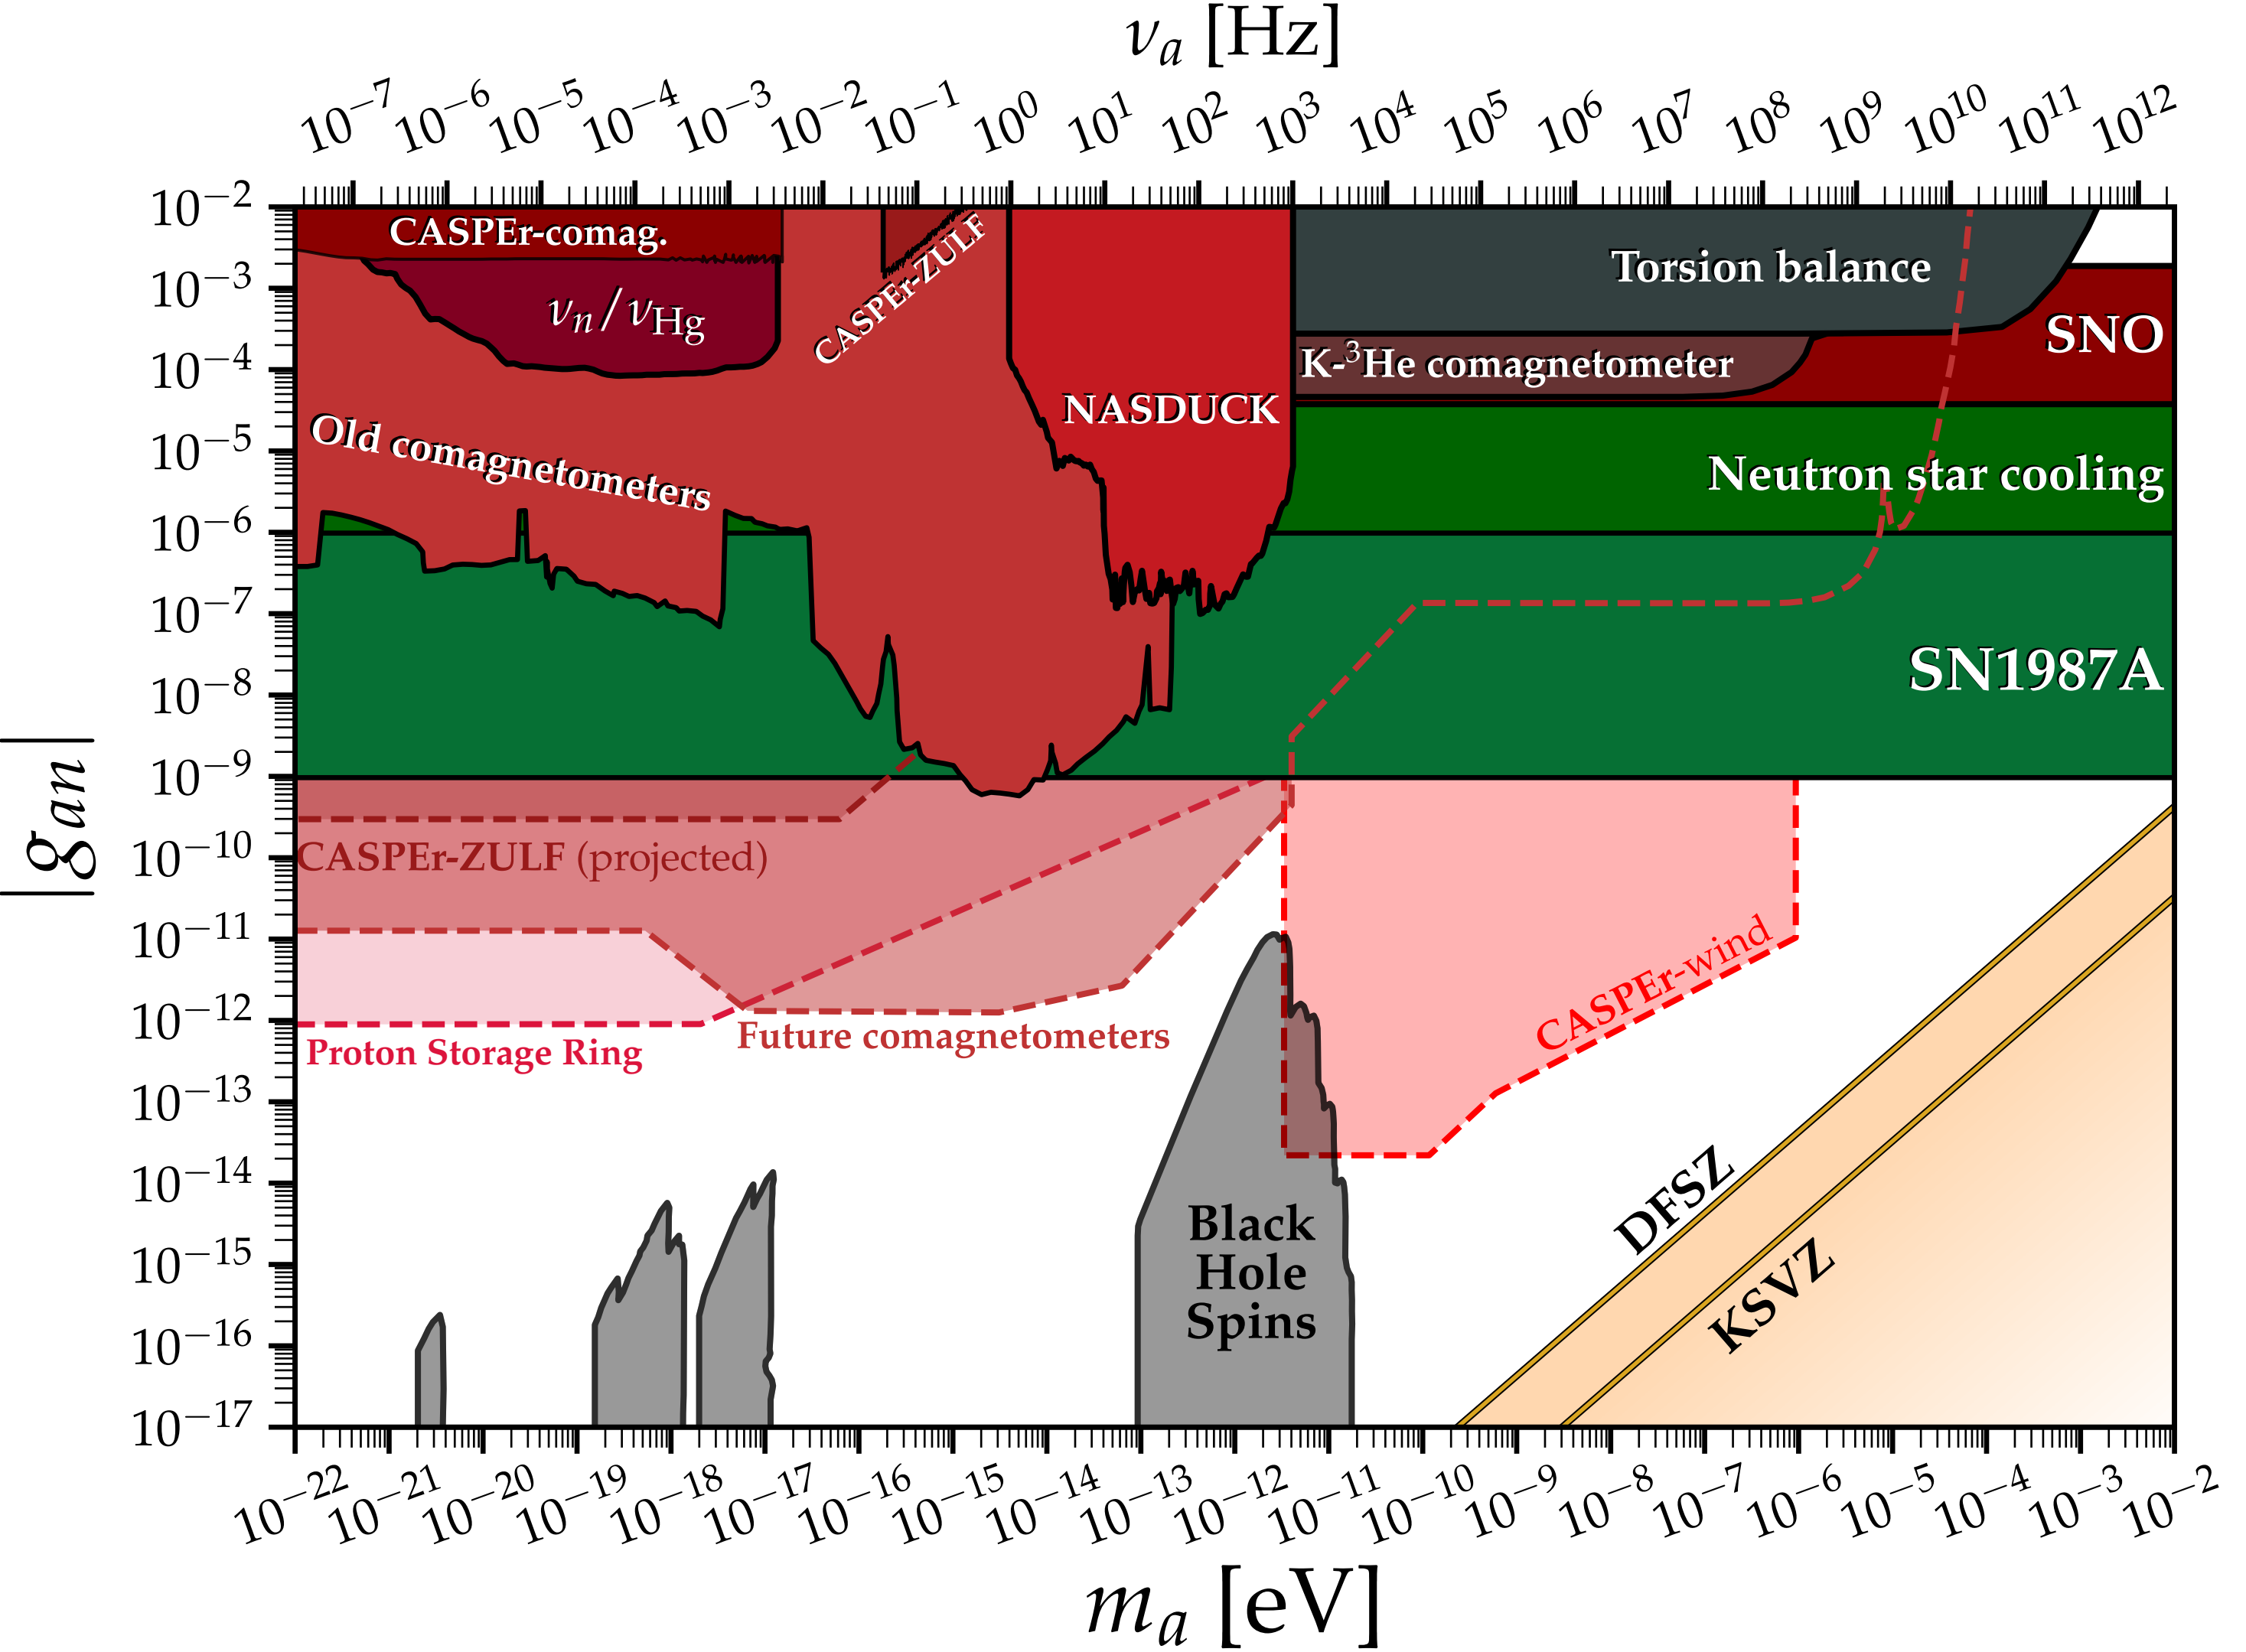 ν_a [Hz]
10^−7 10^−6 10^−5 10^−4 10^−3 10^−2 10^−1 10^0 10^1 10^2 10^3 10^4 10^5 10^6 10^7 10^8 10^9 10^10 10^11 10^12
10^−2
10^−3
10^−4
10^−5
10^−6
10^−7
10^−8
10^−9
10^−10
10^−11
10^−12
10^−13
10^−14
10^−15
10^−16
10^−17
|g_an|
CASPEr-comag.
ν_n/ν_Hg
CASPEr-ZULF
Torsion balance
SNO
K-³He comagnetometer
NASDUCK
Old comagnetometers
Neutron star cooling
SN1987A
CASPEr-ZULF (projected)
CASPEr-wind
Future comagnetometers
Proton Storage Ring
Black
Hole
Spins
DFSZ
KSVZ
10^−22 10^−21 10^−20 10^−19 10^−18 10^−17 10^−16 10^−15 10^−14 10^−13 10^−12 10^−11 10^−10 10^−9 10^−8 10^−7 10^−6 10^−5 10^−4 10^−3 10^−2
m_a [eV]